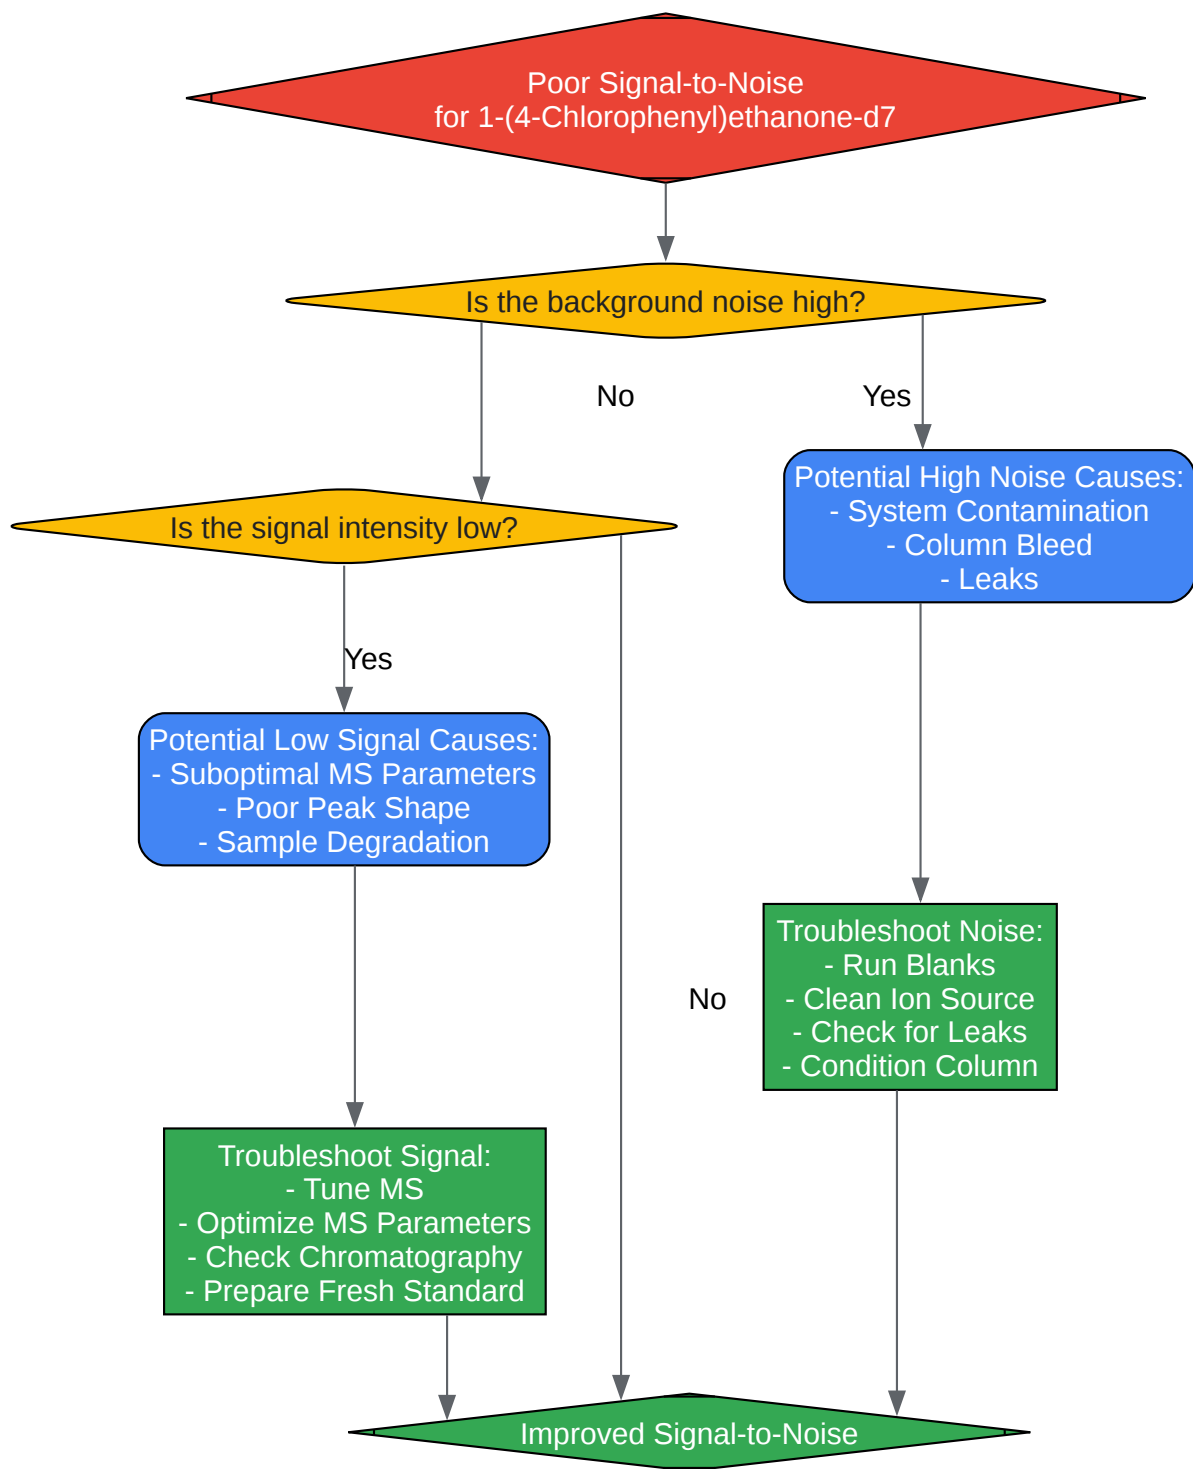 Poor Signal-to-Noise
for 1-(4-Chlorophenyl)ethanone-d7
Is the background noise high?
No
Yes
Potential High Noise Causes:
- System Contamination
- Column Bleed
- Leaks
Is the signal intensity low?
Yes
Potential Low Signal Causes:
- Suboptimal MS Parameters
- Poor Peak Shape
- Sample Degradation
No
Troubleshoot Noise:
- Run Blanks
- Clean Ion Source
- Check for Leaks
- Condition Column
Troubleshoot Signal:
- Tune MS
- Optimize MS Parameters
- Check Chromatography
- Prepare Fresh Standard
Improved Signal-to-Noise